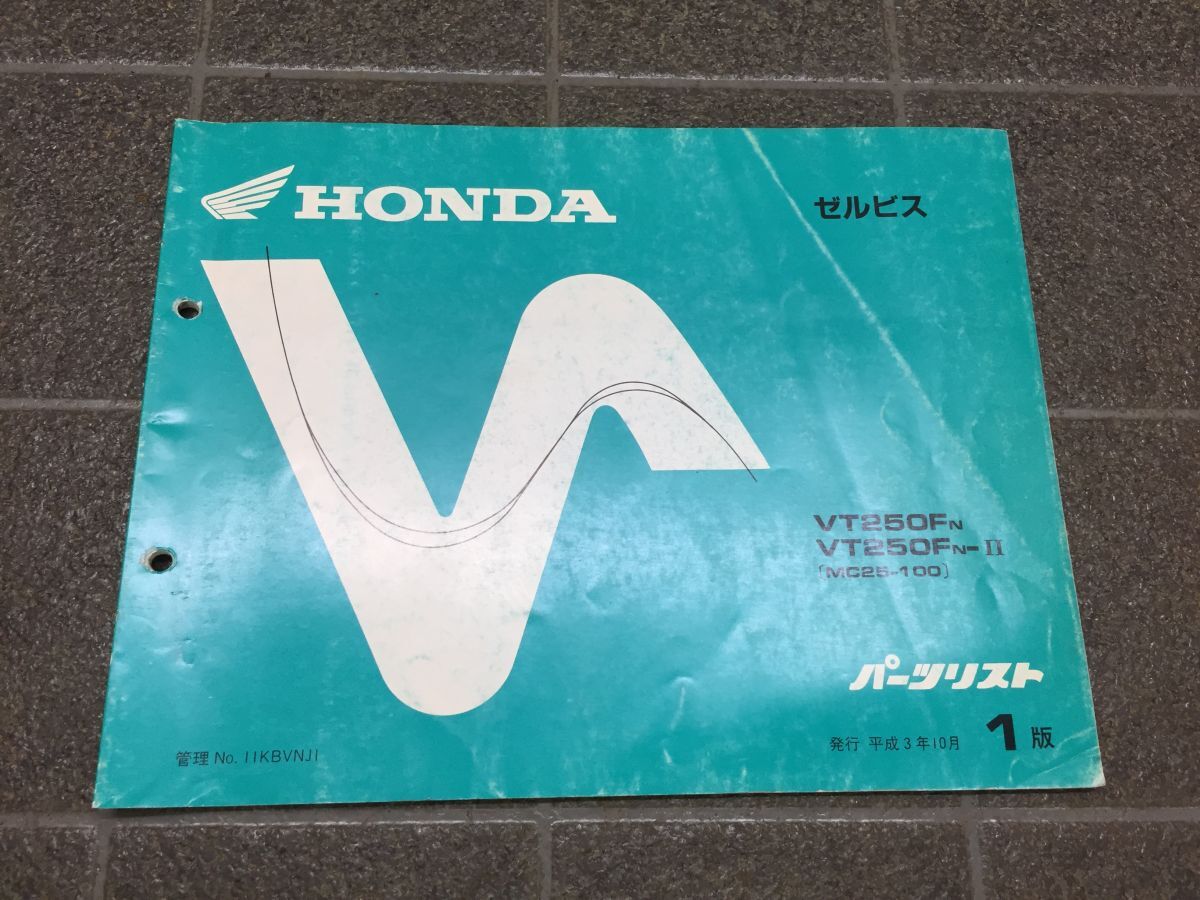 HONDA
ゼルビス
VT250FN
VT250FN-II
〔MC25-100〕
パーツリスト
発行 平成3年10月 1版
管理 No. 11KBVNJ1